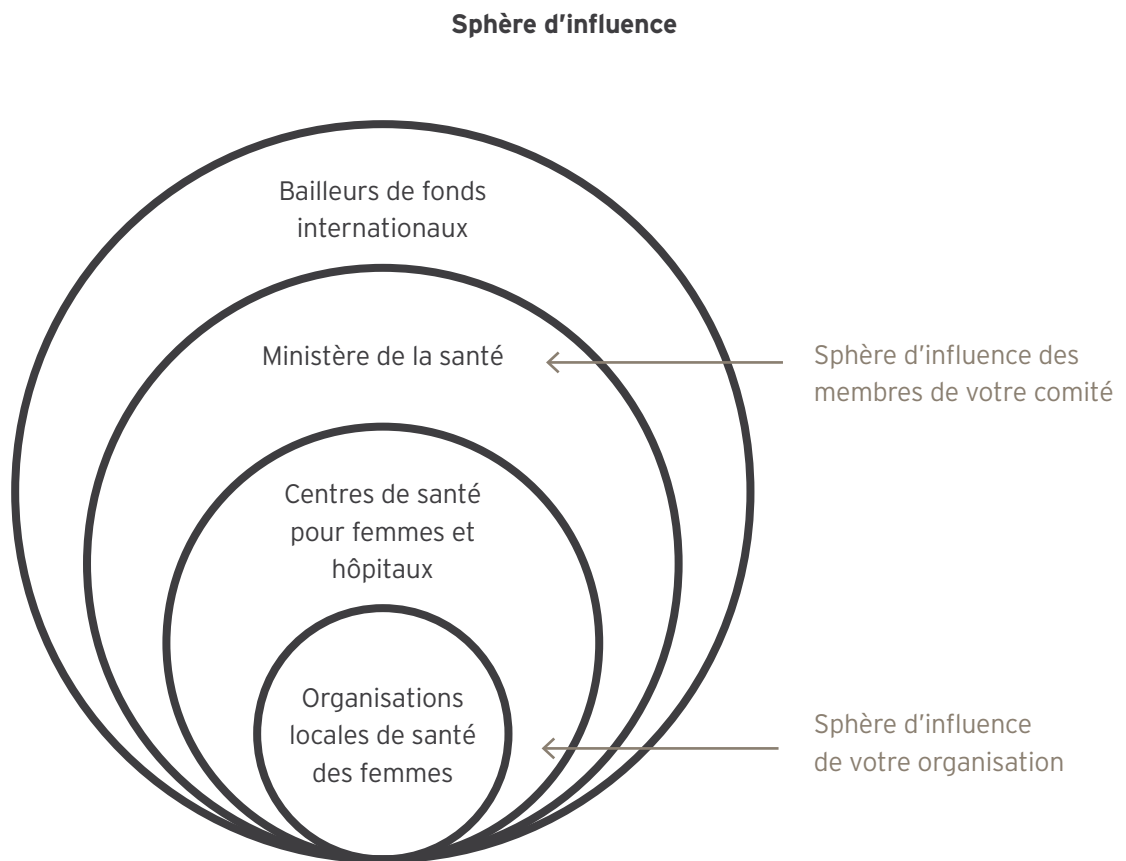 Sphère d’influence
Bailleurs de fonds
internationaux
Ministère de la santé
Sphère d’influence des
membres de votre comité
Centres de santé
pour femmes et
hôpitaux
Organisations
locales de santé
des femmes
Sphère d’influence
de votre organisation